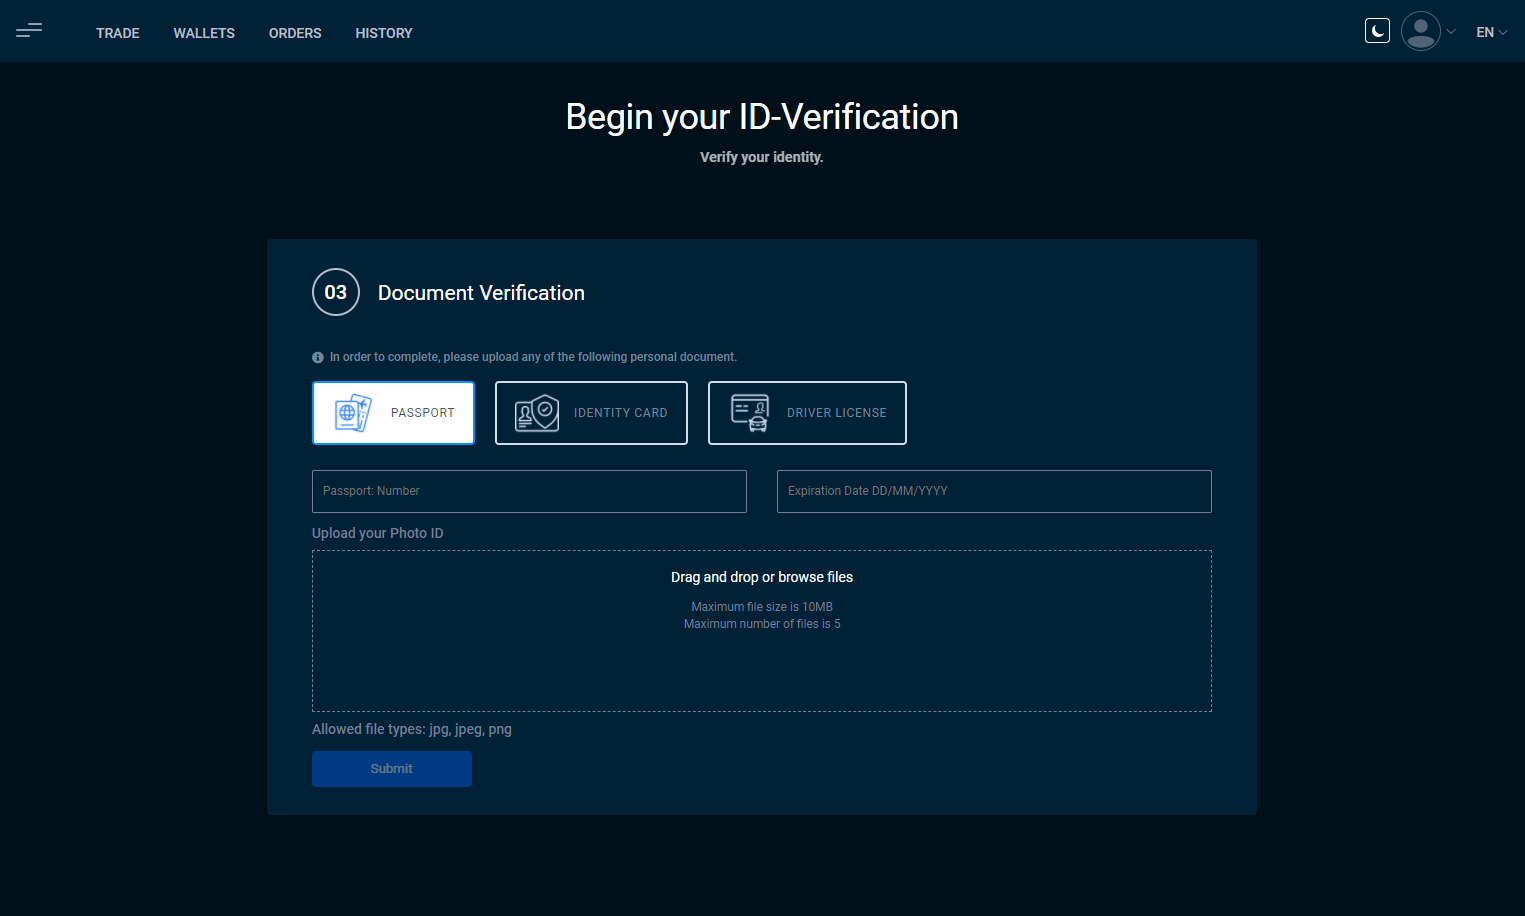 TRADE WALLETS ORDERS HISTORY EN
Begin your ID-Verification
Verify your identity.
03 Document Verification
In order to complete, please upload any of the following personal document.
PASSPORT IDENTITY CARD DRIVER LICENSE
Passport: Number Expiration Date DD/MM/YYYY
Upload your Photo ID
Drag and drop or browse files
Maximum file size is 10MB
Maximum number of files is 5
Allowed file types: jpg, jpeg, png
Submit